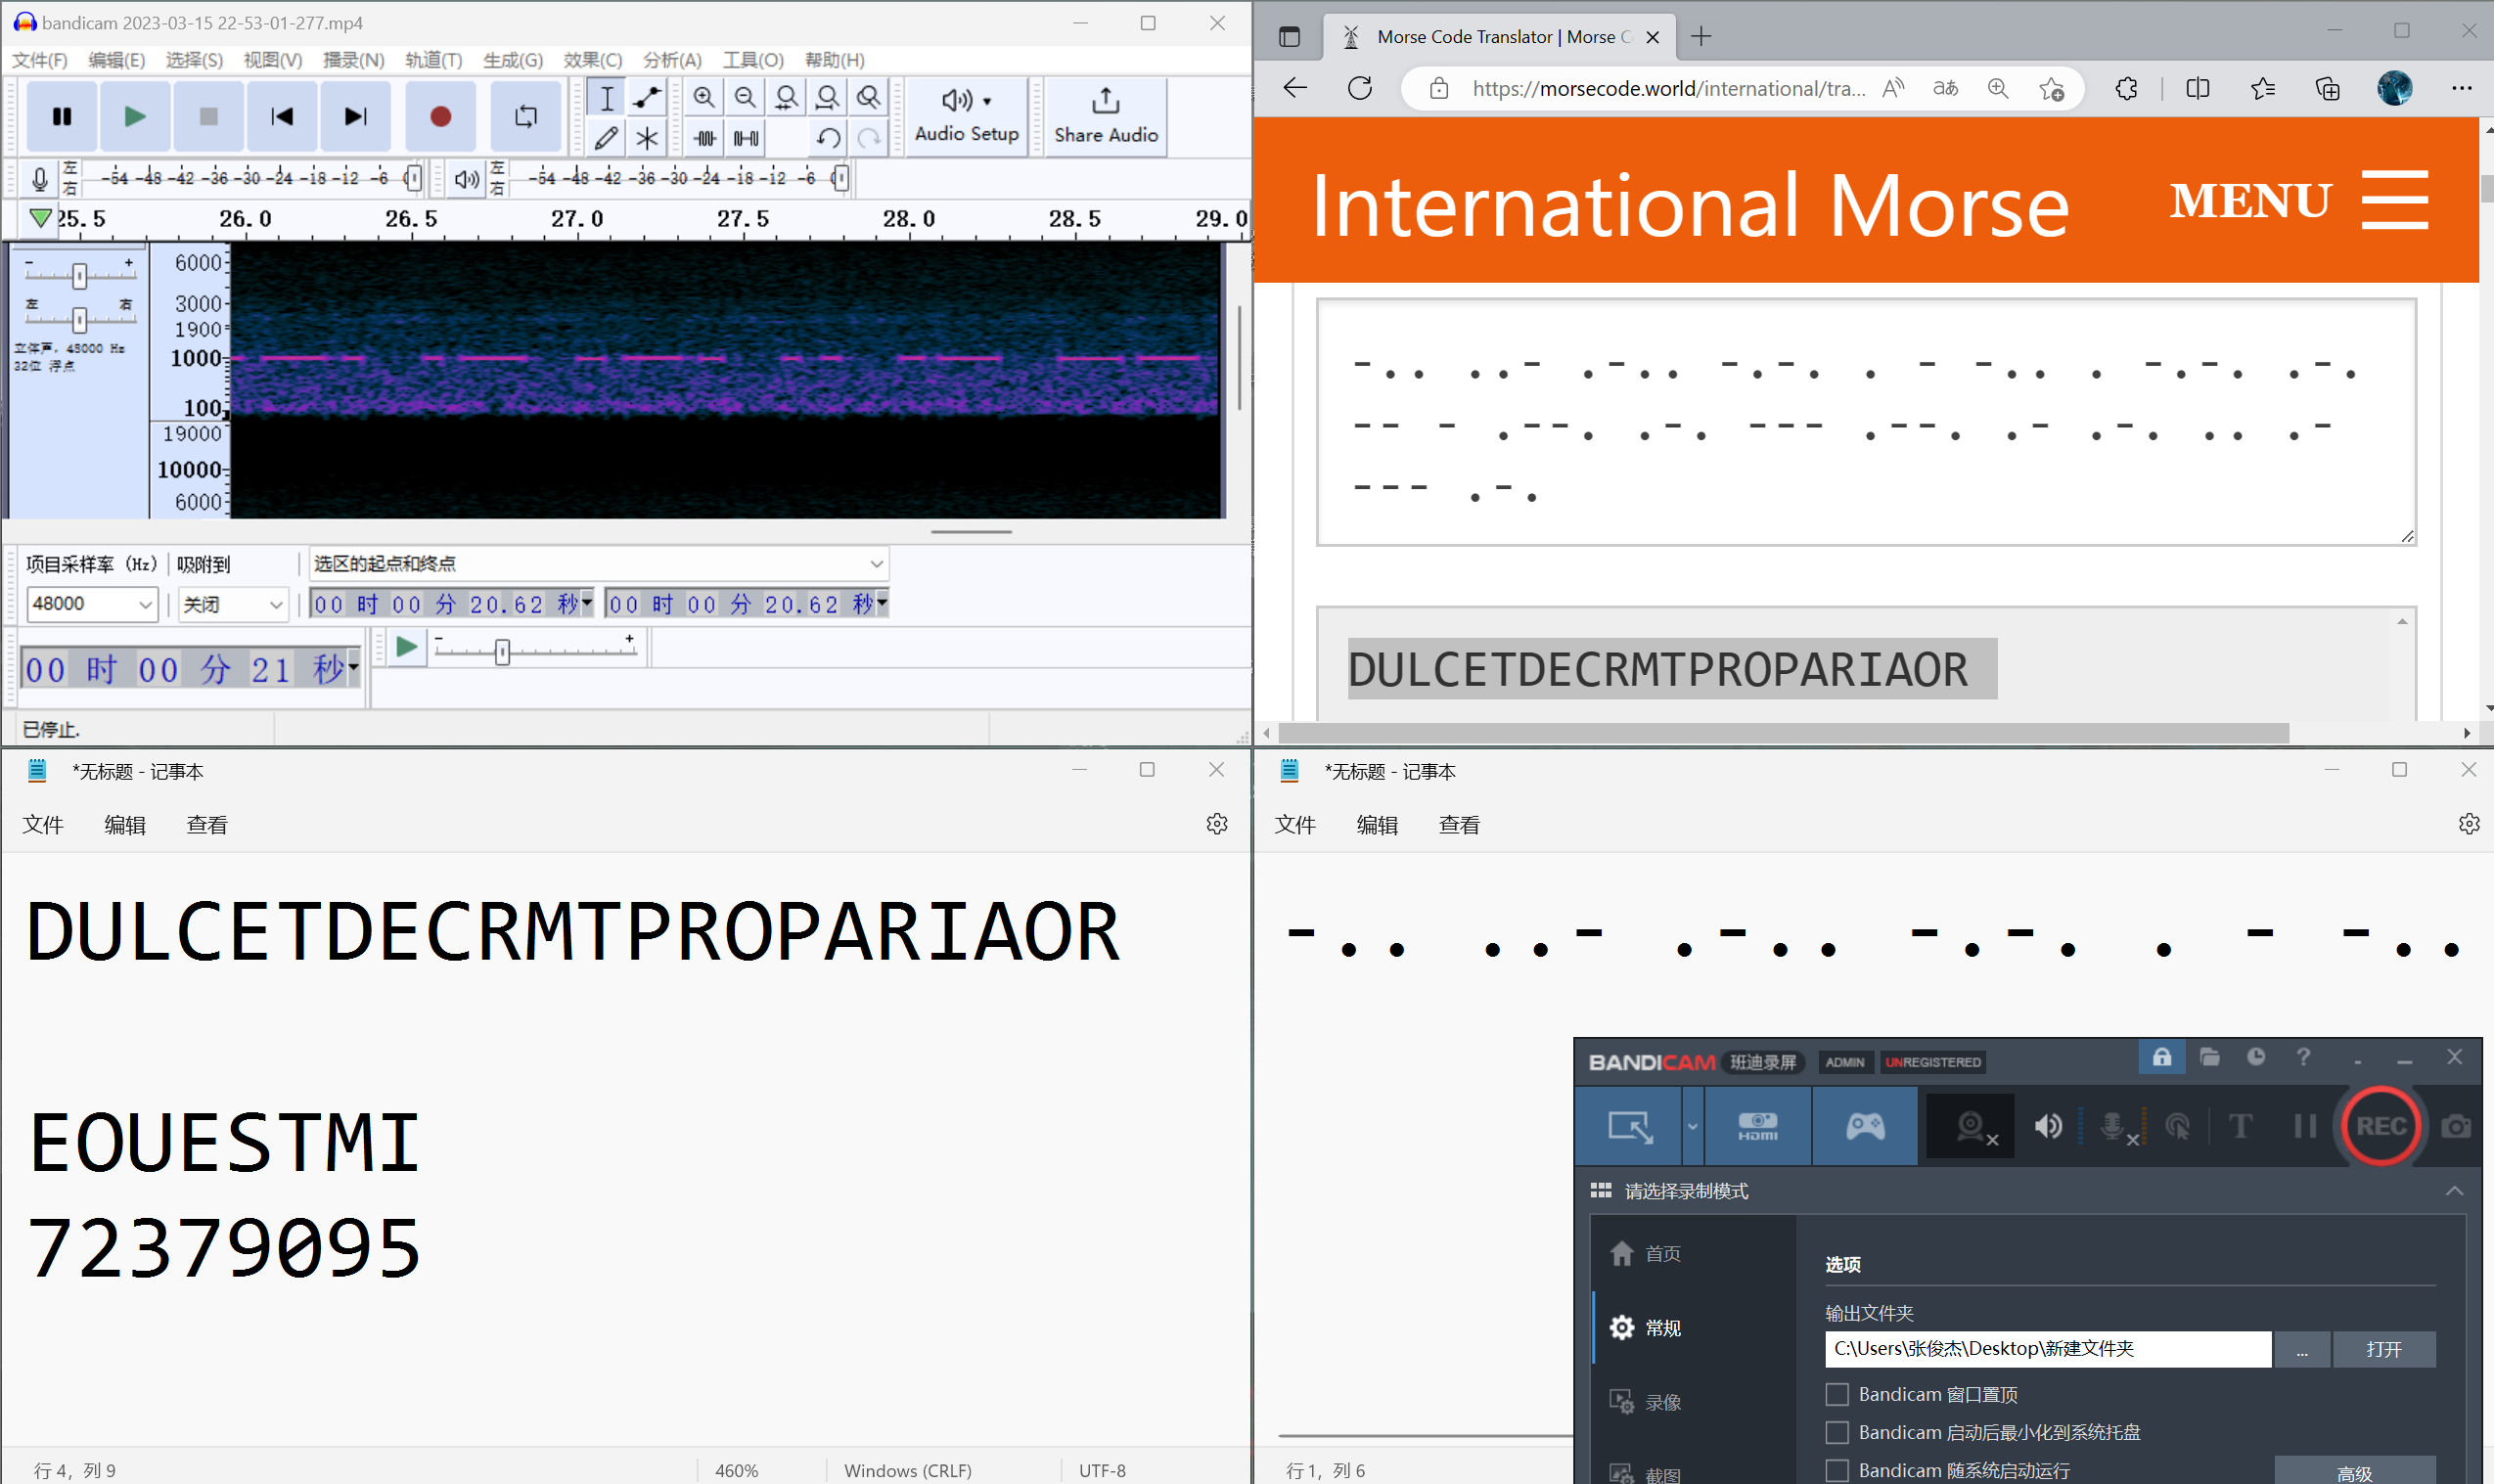 bandicam 2023-03-15 22-53-01-277.mp4
文件(F) 编辑(E) 选择(S) 视图(V) 播录(N) 轨道(T) 生成(G) 效果(C) 分析(A) 工具(O) 帮助(H)
Audio Setup
Share Audio
左 右 -54 -48 -42 -36 -30 -24 -18 -12 -6 0
左 右 -54 -48 -42 -36 -30 -24 -18 -12 -6 0
25.5 26.0 26.5 27.0 27.5 28.0 28.5 29.0
- +
左 右
立体声, 48000 Hz
32位 浮点
6000
3000
1900
1000
100
19000
10000
6000
项目采样率 (Hz) 吸附到 选区的起点和终点
48000 关闭 00 时 00 分 20.62 秒 00 时 00 分 20.62 秒
00 时 00 分 21 秒 - +
已停止.
Morse Code Translator | Morse C
https://morsecode.world/international/tra...
International Morse MENU
-.. ..- .-.. -.-. . - -.. . -.-. .-.
-- - .--. .-. --- .--. .- .-. .. .-
--- .-.
DULCETDECRMTPROPARIAOR
*无标题 - 记事本
文件 编辑 查看
DULCETDECRMTPROPARIAOR
EOUESTMI
72379095
行 4, 列 9 460% Windows (CRLF) UTF-8
*无标题 - 记事本
文件 编辑 查看
-.. ..- .-.. -.-. . - -..
行 1, 列 6
BANDICAM 班迪录屏 ADMIN UNREGISTERED ?
HDMI T REC
请选择录制模式
首页
常规
录像
截图
选项
输出文件夹
C:\Users\张俊杰\Desktop\新建文件夹 ... 打开
Bandicam 窗口置顶
Bandicam 启动后最小化到系统托盘
Bandicam 随系统启动运行
高级